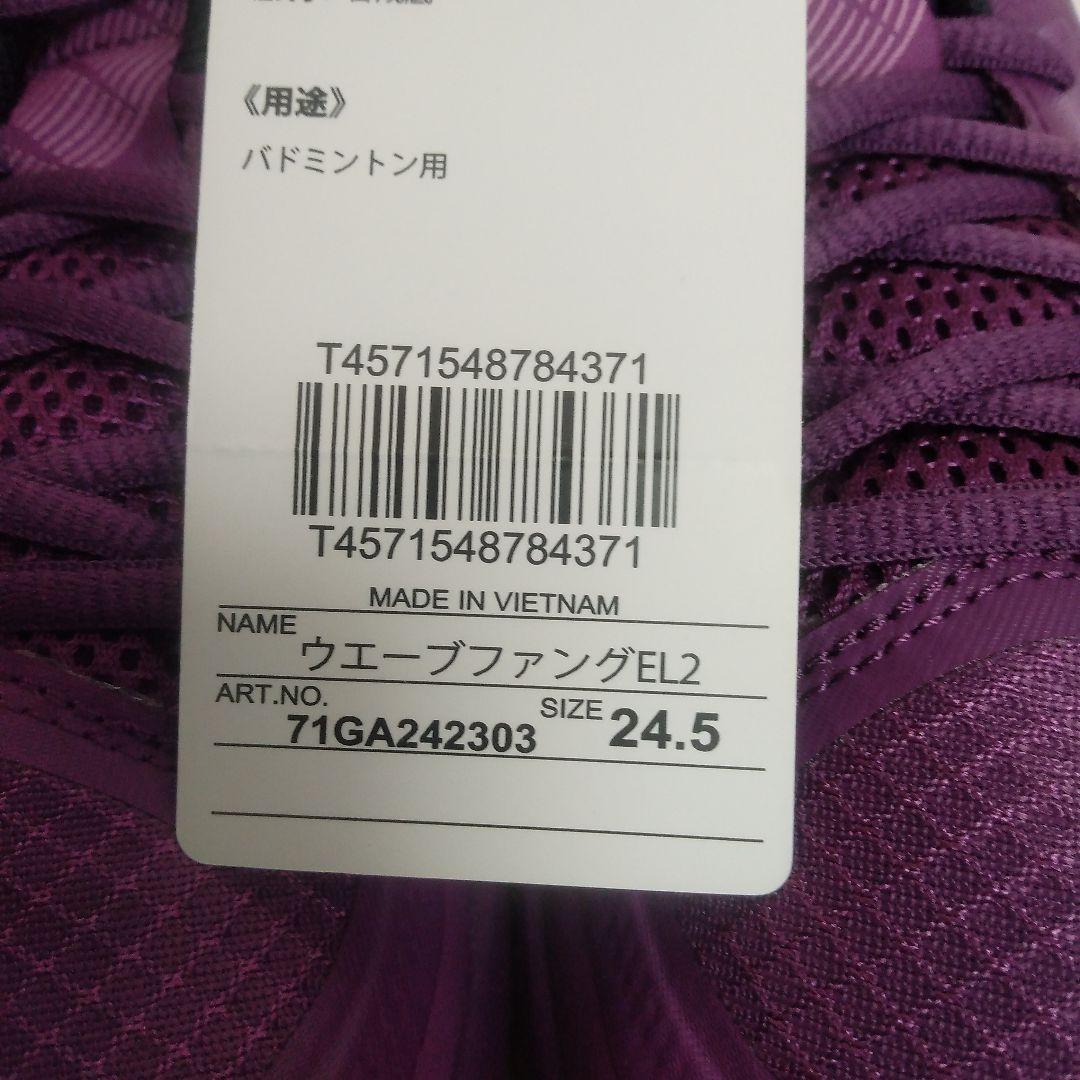 《用途》
バドミントン用
T4571548784371
T4571548784371
MADE IN VIETNAM
NAME
ウエーブファングEL2
ART.NO.
71GA242303
SIZE
24.5